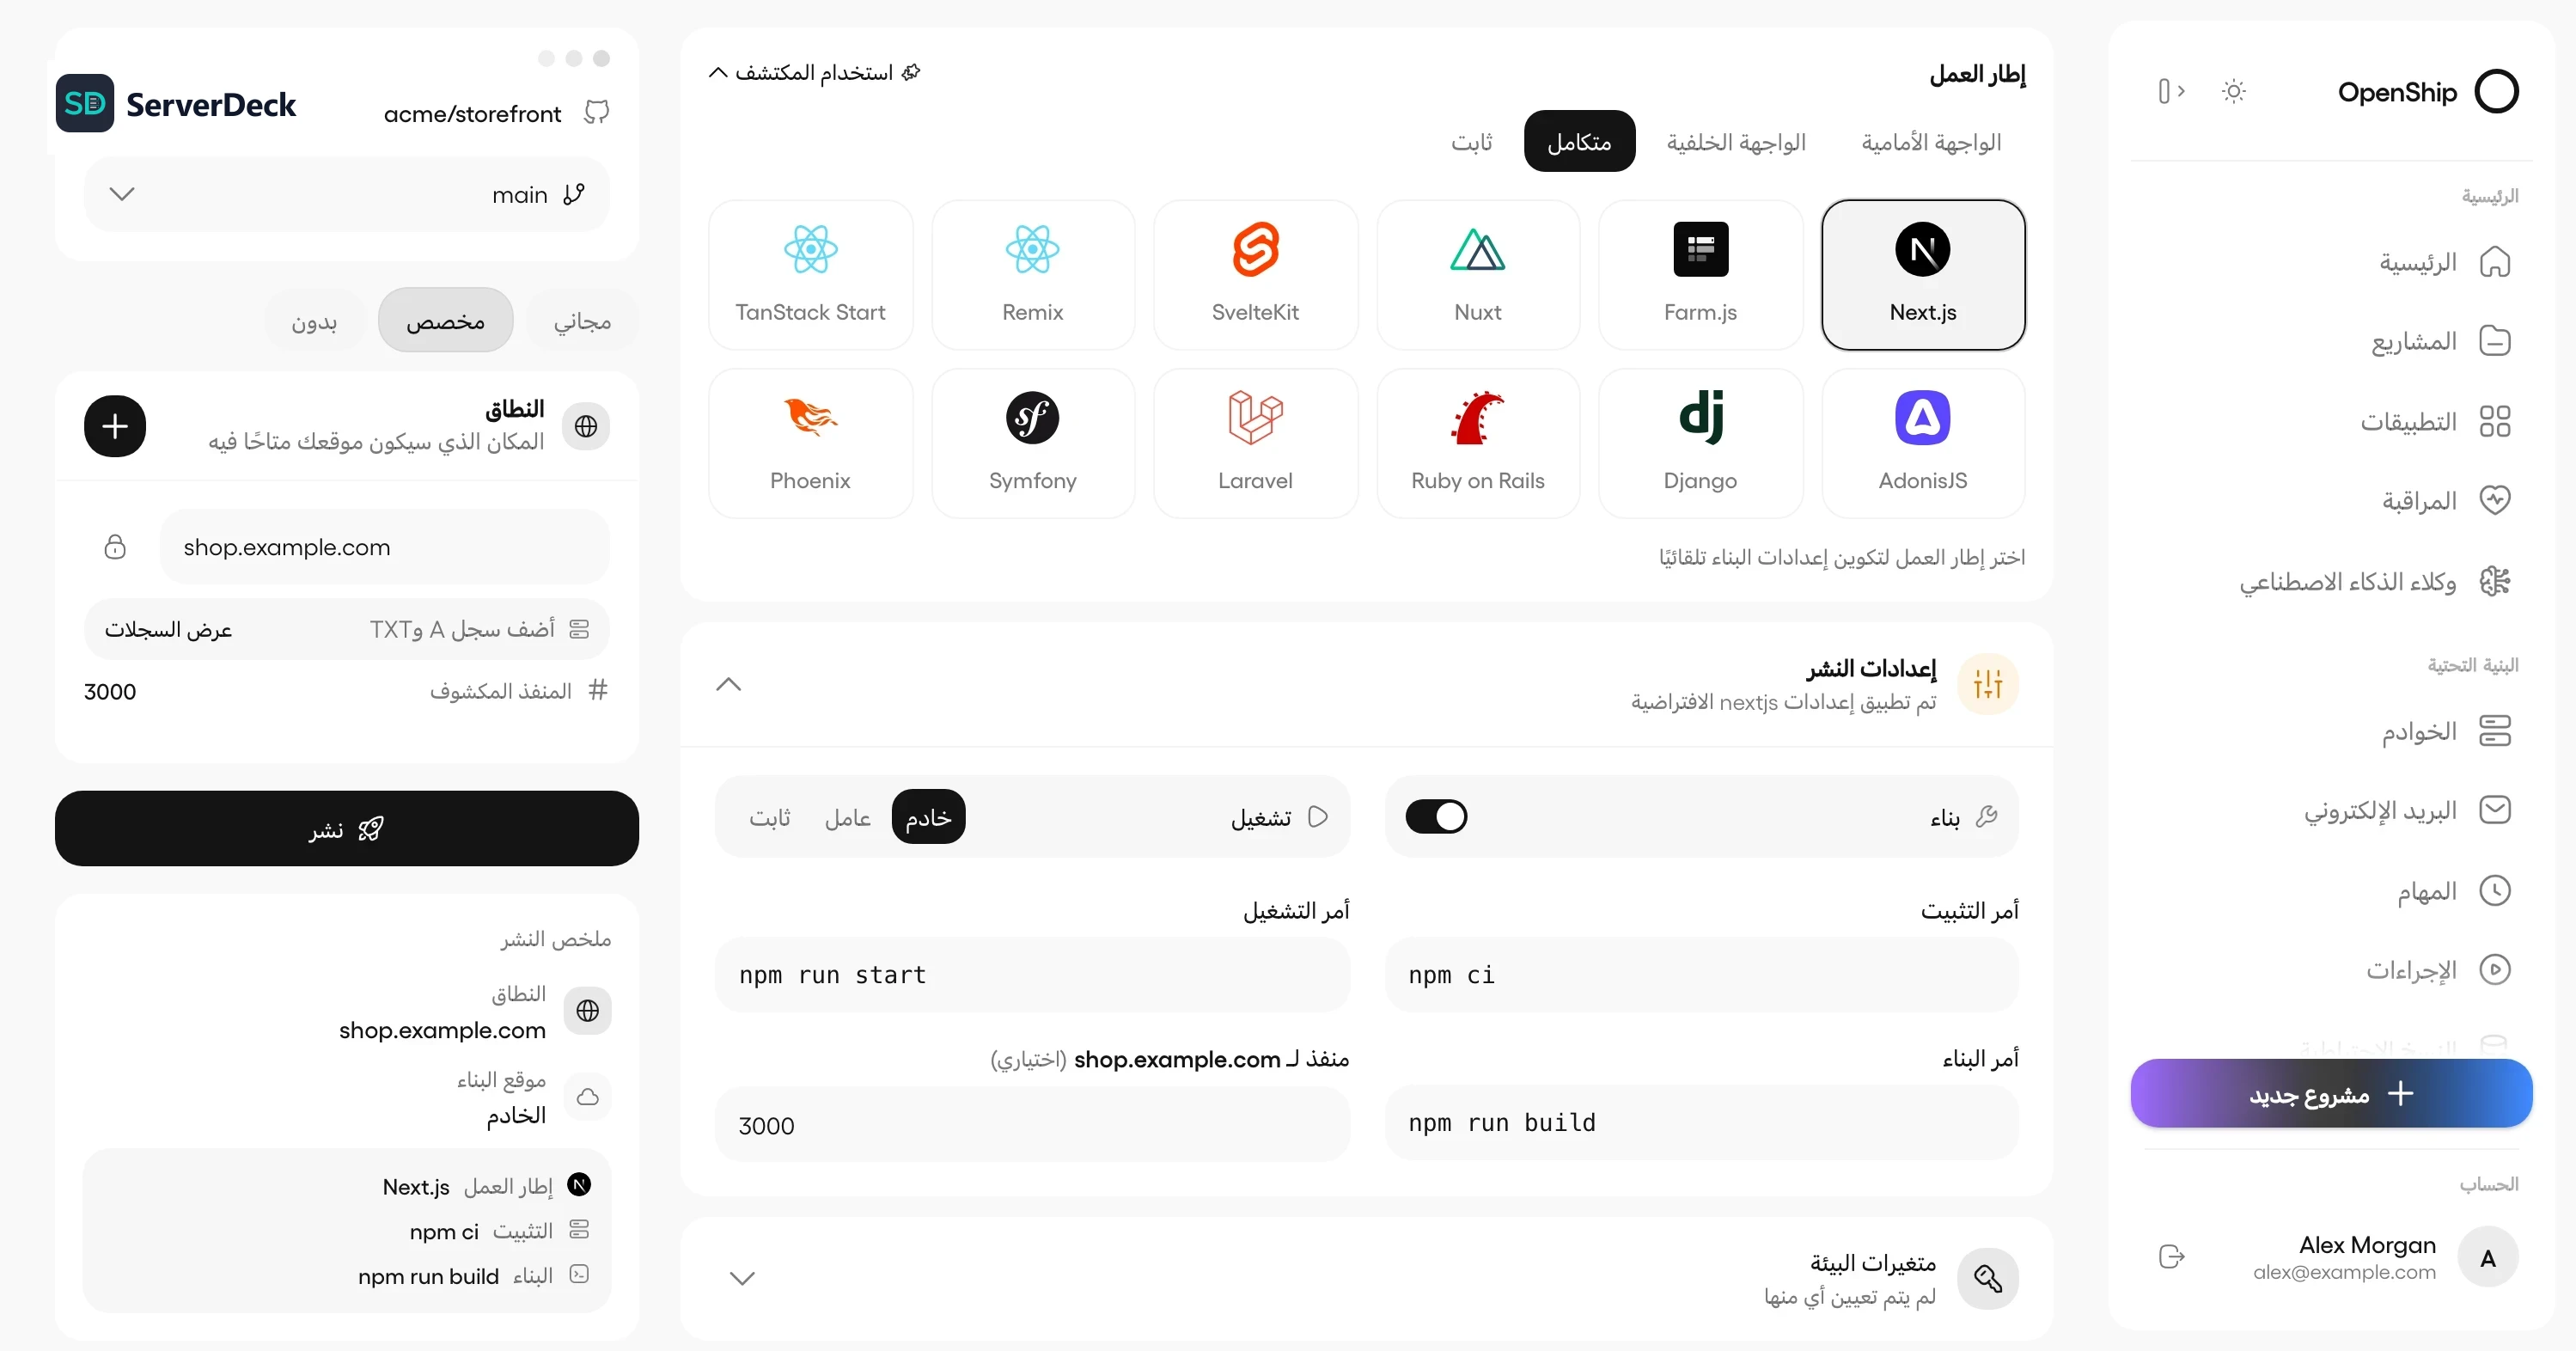 OpenShip
الرئيسية
الرئيسية
المشاريع
التطبيقات
المراقبة
وكلاء الذكاء الاصطناعي
البنية التحتية
الخوادم
البريد الإلكتروني
المهام
الإجراءات
النسخ الاحتياطية
مشروع جديد
الحساب
A
Alex Morgan
alex@example.com
إطار العمل
استخدام المكتشف
الواجهة الأمامية
الواجهة الخلفية
متكامل
ثابت
Next.js
Farm.js
Nuxt
SvelteKit
Remix
TanStack Start
AdonisJS
Django
Ruby on Rails
Laravel
Symfony
Phoenix
اختر إطار العمل لتكوين إعدادات البناء تلقائيًا
إعدادات النشر
تم تطبيق إعدادات nextjs الافتراضية
بناء
تشغيل
خادم
عامل
ثابت
أمر التثبيت
npm ci
أمر التشغيل
npm run start
أمر البناء
npm run build
منفذ لـ shop.example.com (اختياري)
3000
متغيرات البيئة
لم يتم تعيين أي منها
SD ServerDeck
acme/storefront
main
مجاني
مخصص
بدون
النطاق
المكان الذي سيكون موقعك متاحًا فيه
shop.example.com
أضف سجل A وTXT
عرض السجلات
المنفذ المكشوف
3000
نشر
ملخص النشر
النطاق
shop.example.com
موقع البناء
الخادم
إطار العمل Next.js
التثبيت npm ci
البناء npm run build